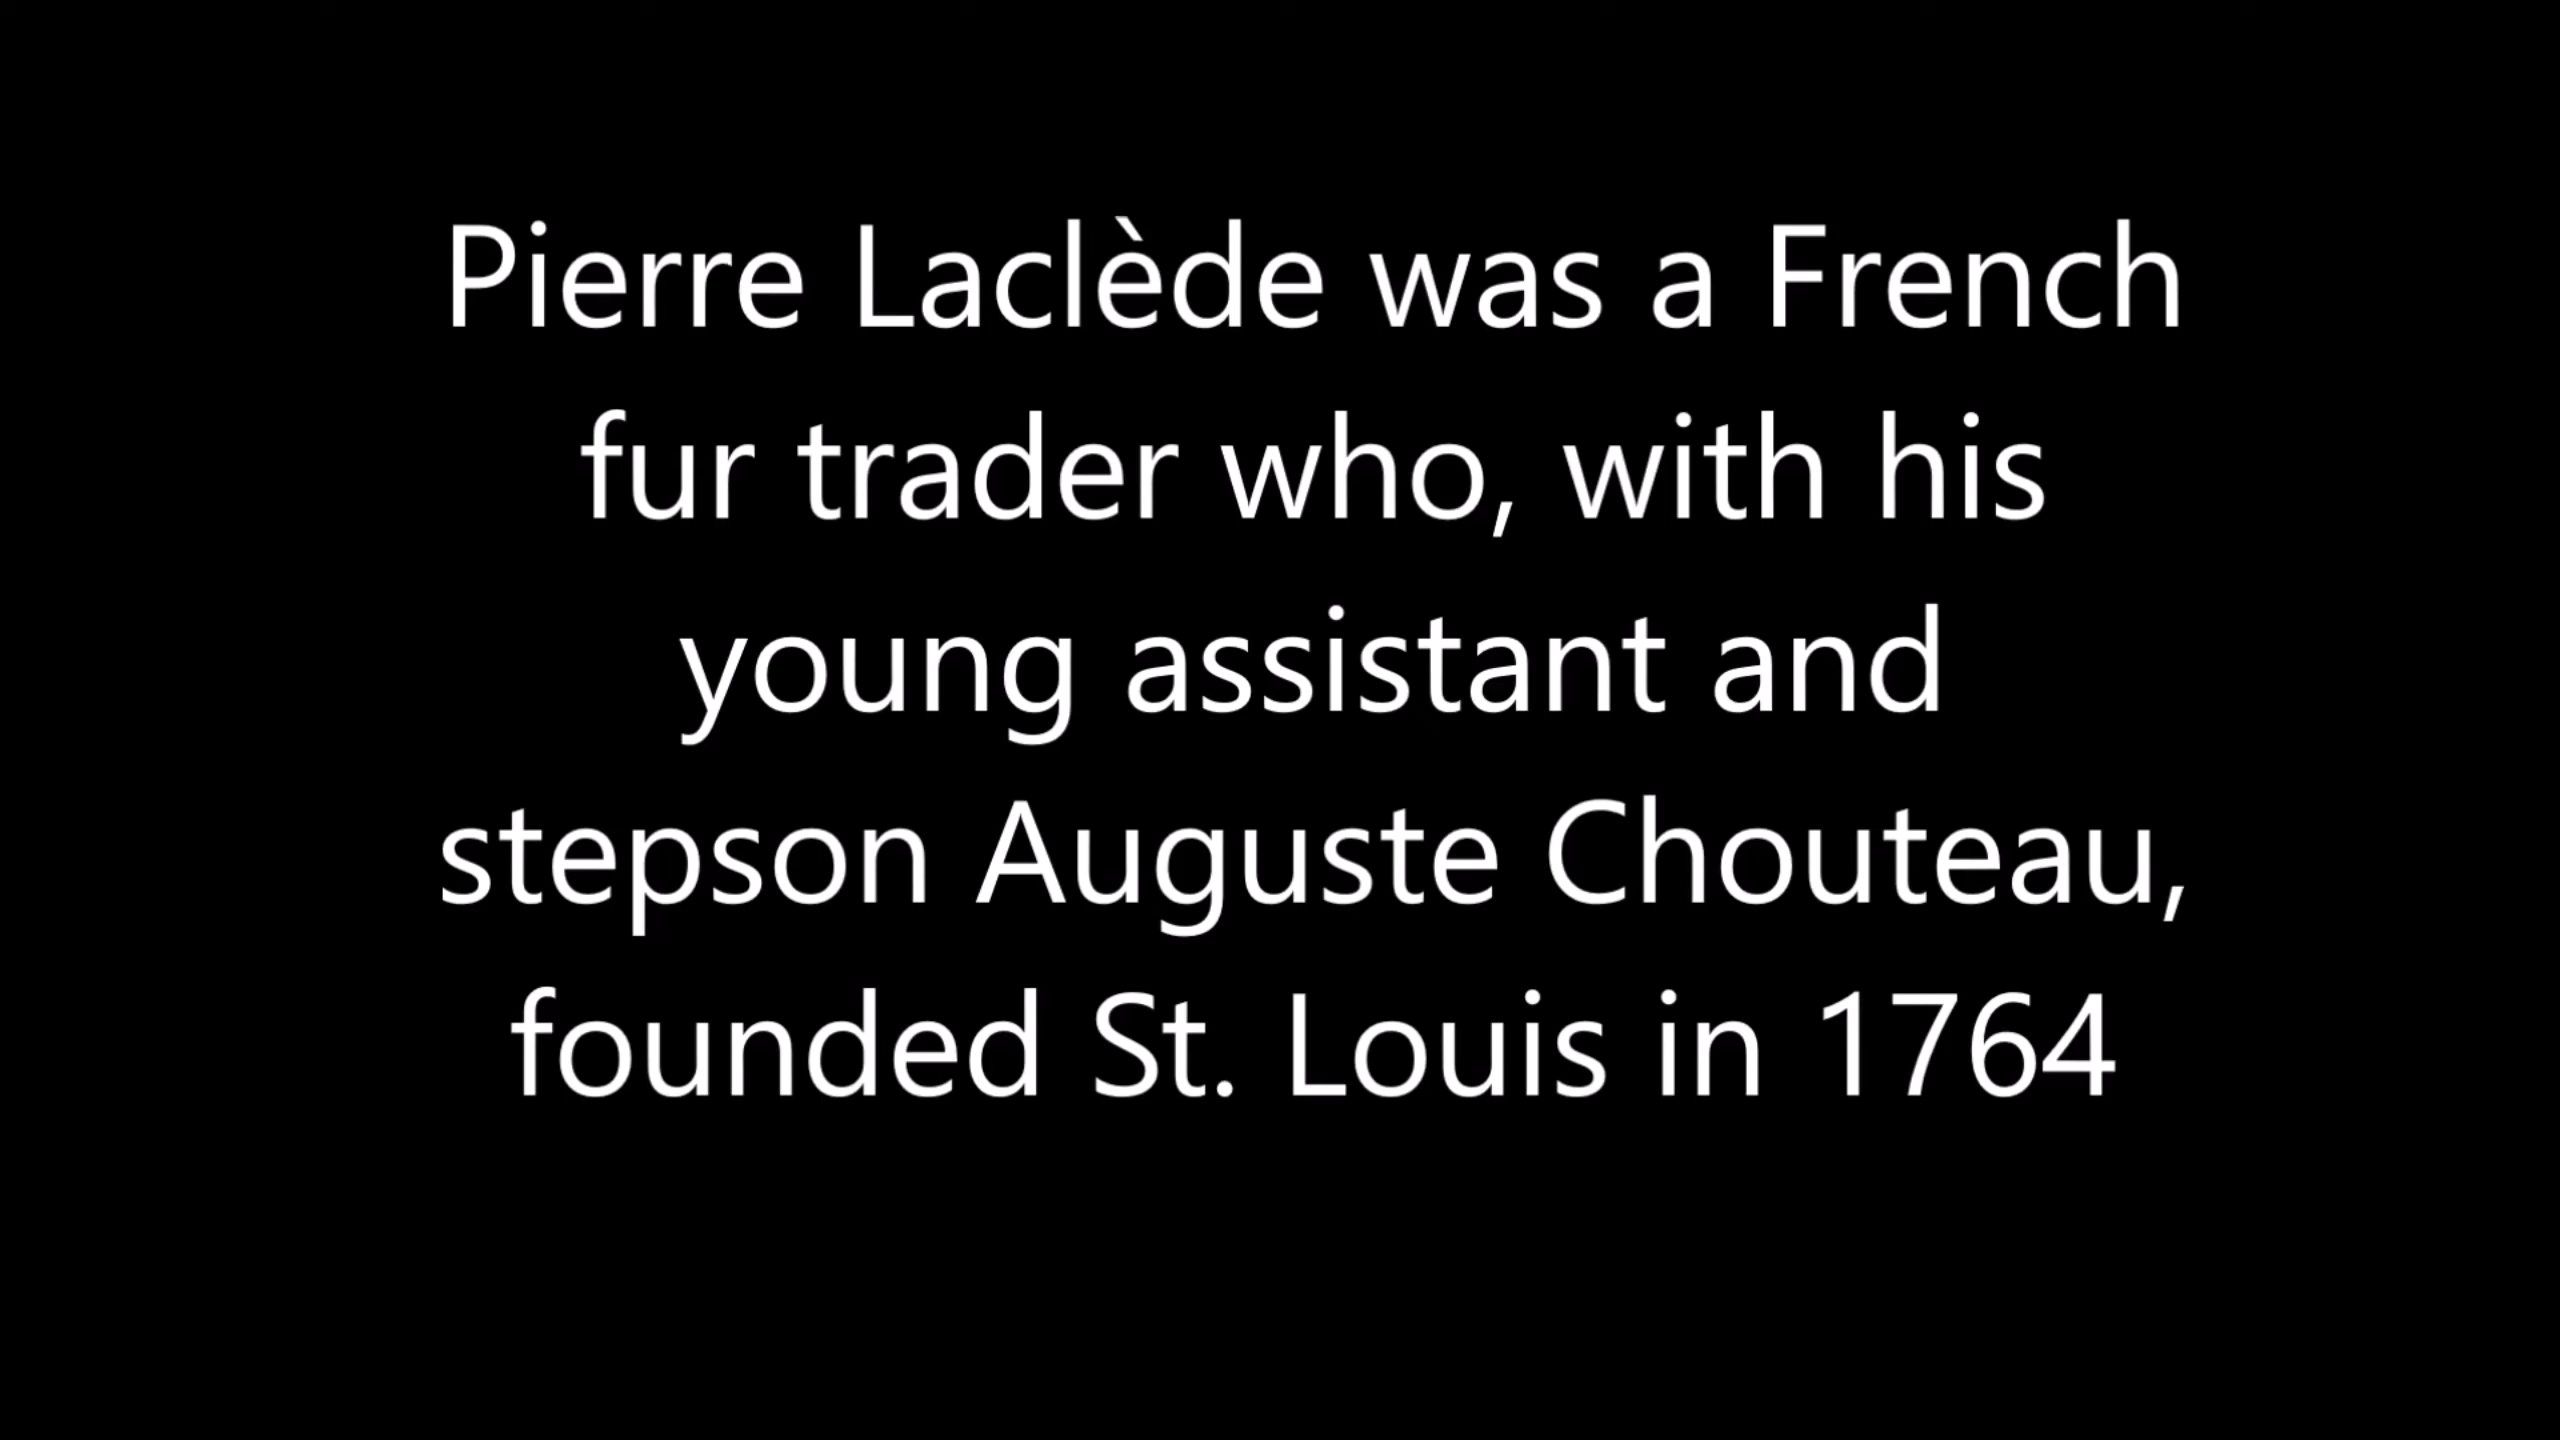 Pierre Laclède was a French
fur trader who, with his
young assistant and
stepson Auguste Chouteau,
founded St. Louis in 1764